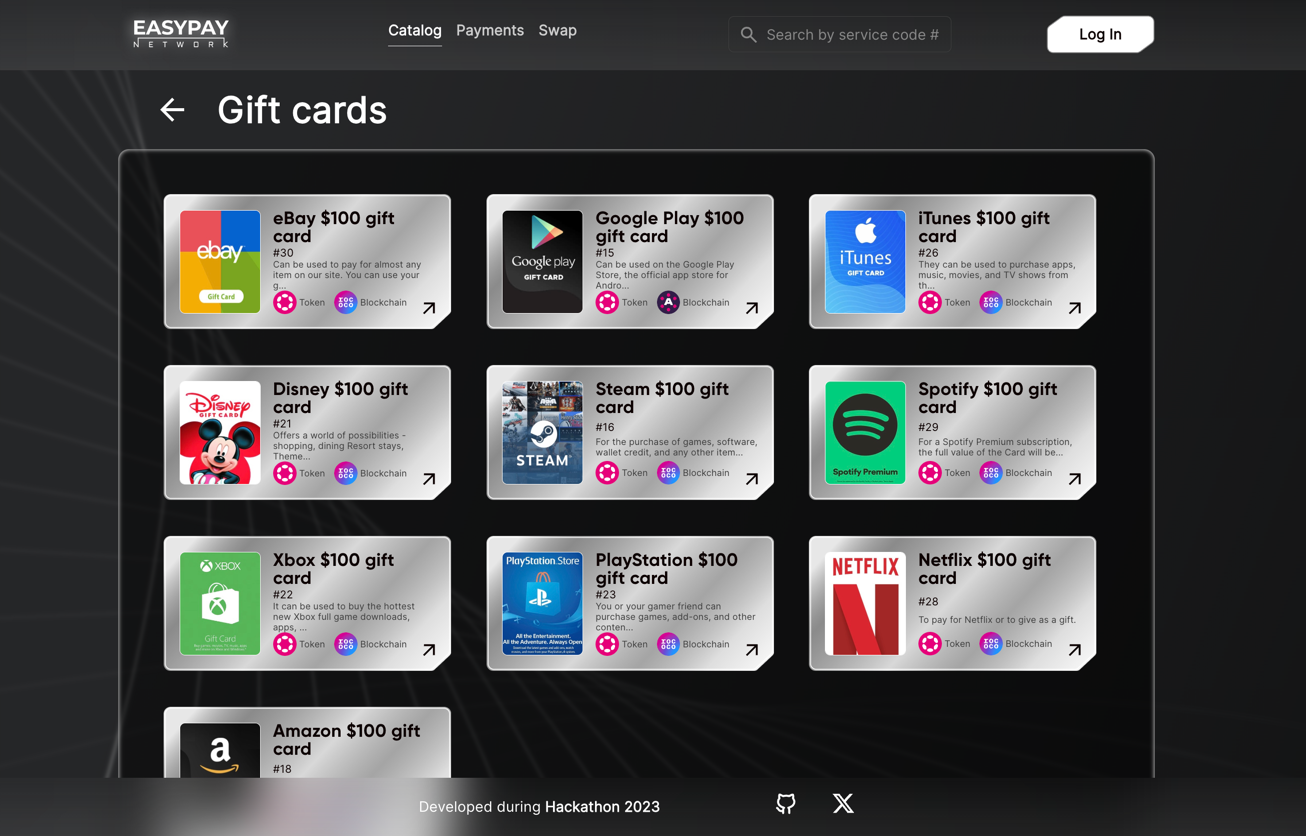 EASYPAY
NETWORK
Catalog
Payments
Swap
Search by service code #
Log In
Gift cards
ebay
Gift Card
eBay $100 gift
card
#30
Can be used to pay for almost any
item on our site. You can use your
g...
Token
Blockchain
Google play
GIFT CARD
Google Play $100
gift card
#15
Can be used on the Google Play
Store, the official app store for
Andro...
Token
A
Blockchain
iTunes
GIFT CARD
iTunes $100 gift
card
#26
They can be used to purchase apps,
music, movies, and TV shows from
th...
Token
Blockchain
Disney
GIFT CARD
Disney $100 gift
card
#21
Offers a world of possibilities -
shopping, dining Resort stays,
Theme...
Token
Blockchain
STEAM
Steam $100 gift
card
#16
For the purchase of games, software,
wallet credit, and any other item...
Token
Blockchain
Spotify Premium
Spotify $100 gift
card
#29
For a Spotify Premium subscription,
the full value of the Card will be...
Token
Blockchain
XBOX
Gift Card
Xbox $100 gift
card
#22
It can be used to buy the hottest
new Xbox full game downloads,
apps, ...
Token
Blockchain
PlayStation Store
All the Entertainment.
All the Adventure. Always Open
PlayStation $100
gift card
#23
You or your gamer friend can
purchase games, add-ons, and other
conten...
Token
Blockchain
NETFLIX
Netflix $100 gift
card
#28
To pay for Netflix or to give as a gift.
Token
Blockchain
a
Amazon $100 gift
card
#18
Developed during Hackathon 2023